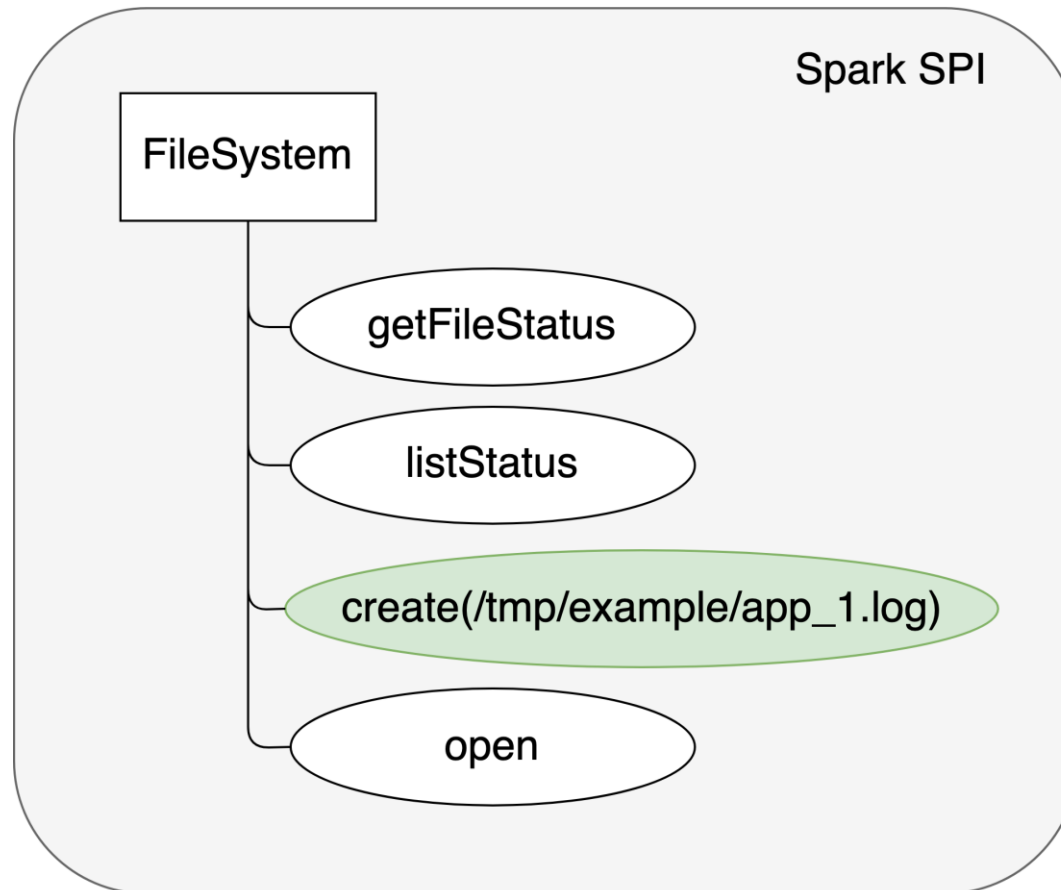 Spark SPI
FileSystem
getFileStatus
listStatus
create(/tmp/example/app_1.log)
open